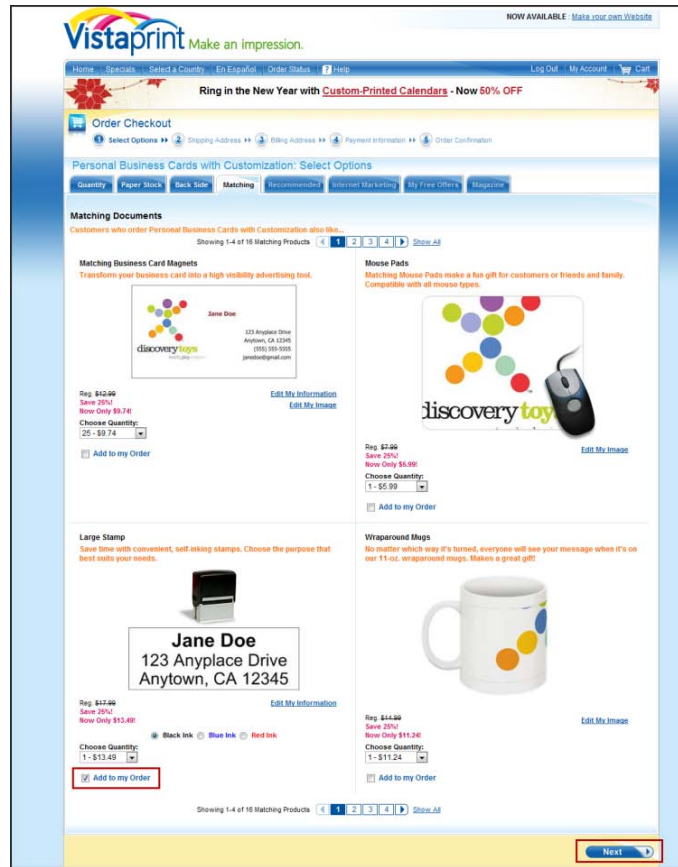 NOW AVAILABLE : Make your own Website
Vistaprint Make an impression.
Home Specials Select a Country En Español Order Status ? Help Log Out My Account Cart
Ring in the New Year with Custom-Printed Calendars - Now 50% OFF
Order Checkout
1 Select Options 2 Shipping Address 3 Billing Address 4 Payment Information 5 Order Confirmation
Personal Business Cards with Customization: Select Options
Quantity Paper Stock Back Side Matching Recommended Internet Marketing My Free Offers Magazine
Matching Documents
Customers who order Personal Business Cards with Customization also like...
Showing 1-4 of 16 Matching Products 1 2 3 4 Show All
Matching Business Card Magnets
Transform your business card into a high visibility advertising tool.
Jane Doe
123 Anyplace Drive
Anytown, CA 12345
(555) 555-5555
janedoe@gmail.com
discovery toys
Reg. $12.99
Save 25%!
Now Only $9.74!
Edit My Information
Edit My Image
Choose Quantity:
25 - $9.74
Add to my Order
Mouse Pads
Matching Mouse Pads make a fun gift for customers or friends and family.
Compatible with all mouse types.
discovery toy
Reg. $7.99
Save 25%!
Now Only $5.99!
Edit My Image
Choose Quantity:
1 - $5.99
Add to my Order
Large Stamp
Save time with convenient, self-inking stamps. Choose the purpose that
best suits your needs.
Jane Doe
123 Anyplace Drive
Anytown, CA 12345
Reg. $17.99
Save 25%!
Now Only $13.49!
Edit My Information
Black Ink Blue Ink Red Ink
Choose Quantity:
1 - $13.49
Add to my Order
Wraparound Mugs
No matter which way it's turned, everyone will see your message when it's on
our 11-oz. wraparound mugs. Makes a great gift!
Reg. $14.99
Save 25%!
Now Only $11.24!
Edit My Image
Choose Quantity:
1 - $11.24
Add to my Order
Showing 1-4 of 16 Matching Products 1 2 3 4 Show All
Next